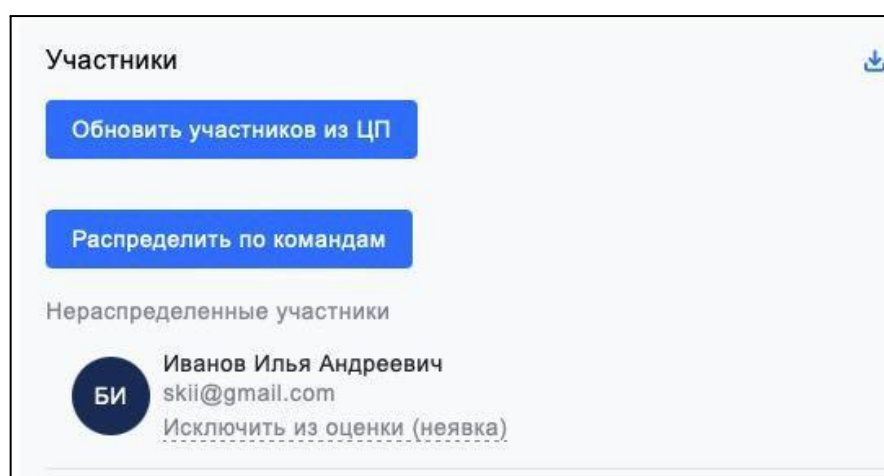 Участники
Обновить участников из ЦП
Распределить по командам
Нераспределенные участники
Иванов Илья Андреевич
БИ
skii@gmail.com
Исключить из оценки (неявка)